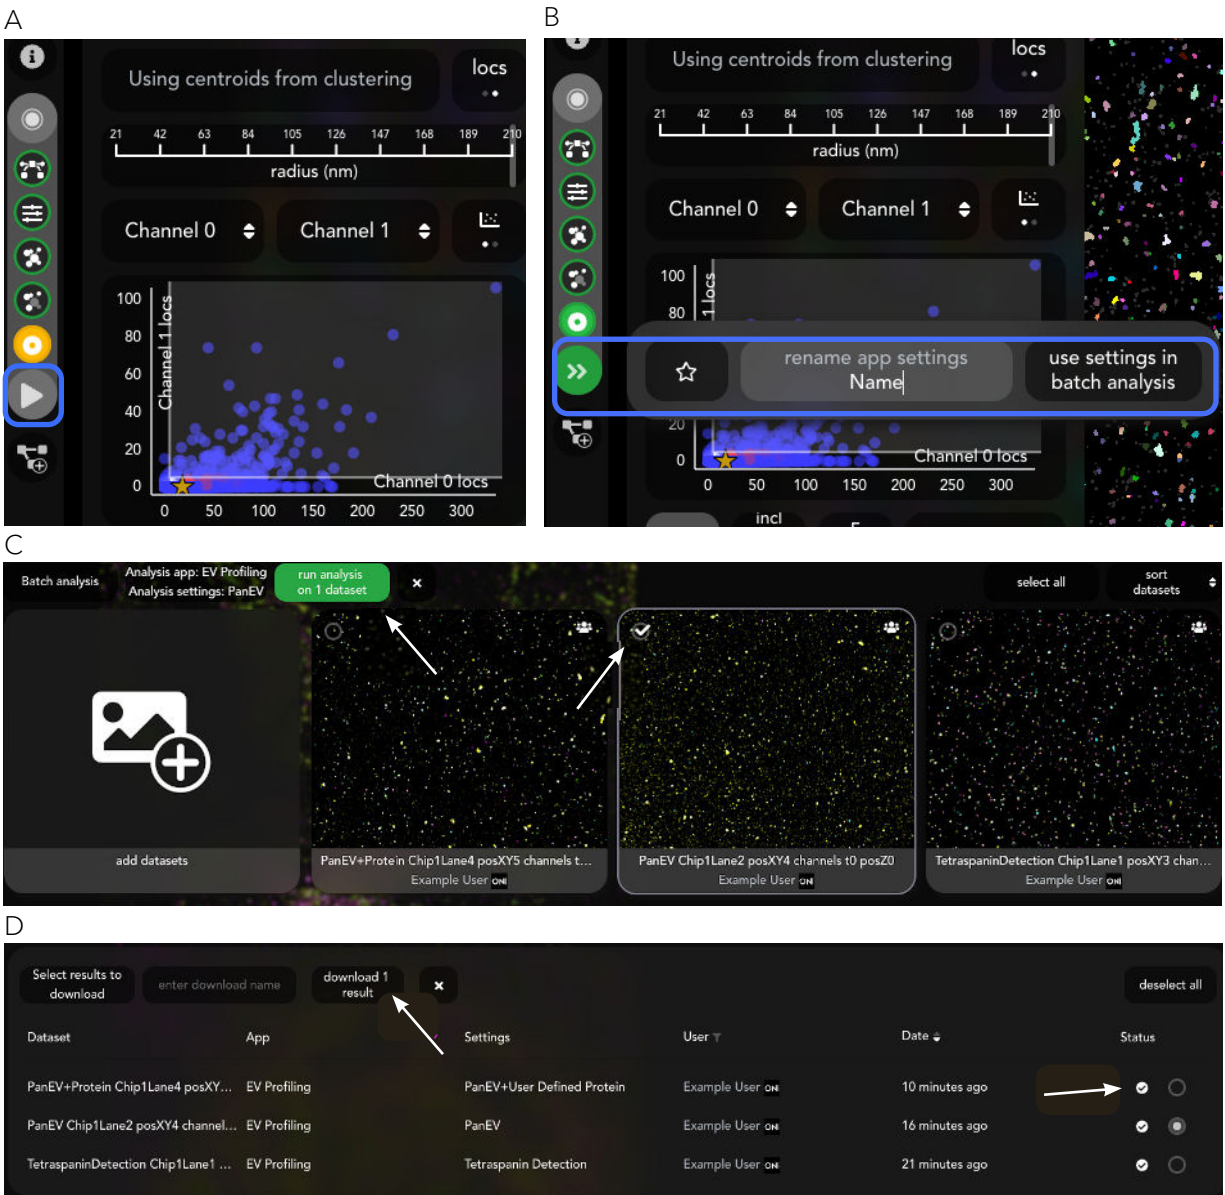 A
Using centroids from clustering
locs
21 42 63 84 105 126 147 168 189 210
radius (nm)
Channel 0
Channel 1
100
80
60
40
20
0
Channel 1 locs
Channel 0 locs
0 50 100 150 200 250 300
B
Using centroids from clustering
locs
21 42 63 84 105 126 147 168 189 210
radius (nm)
Channel 0
Channel 1
100
80
1 locs
rename app settings
Name
use settings in
batch analysis
20
0
Channel 0 locs
0 50 100 150 200 250 300
incl
C
Batch analysis
Analysis app: EV Profiling
Analysis settings: PanEV
run analysis
on 1 dataset
select all
sort
datasets
add datasets
PanEV+Protein Chip1Lane4 posXY5 channels t...
Example User ONI
PanEV Chip1Lane2 posXY4 channels t0 posZ0
Example User ONI
TetraspaninDetection Chip1Lane1 posXY3 chan...
Example User ONI
D
Select results to
download
enter download name
download 1
result
deselect all
Dataset App Settings User Date Status
PanEV+Protein Chip1Lane4 posXY... EV Profiling PanEV+User Defined Protein Example User ONI 10 minutes ago
PanEV Chip1Lane2 posXY4 channel... EV Profiling PanEV Example User ONI 16 minutes ago
TetraspaninDetection Chip1Lane1 ... EV Profiling Tetraspanin Detection Example User ONI 21 minutes ago